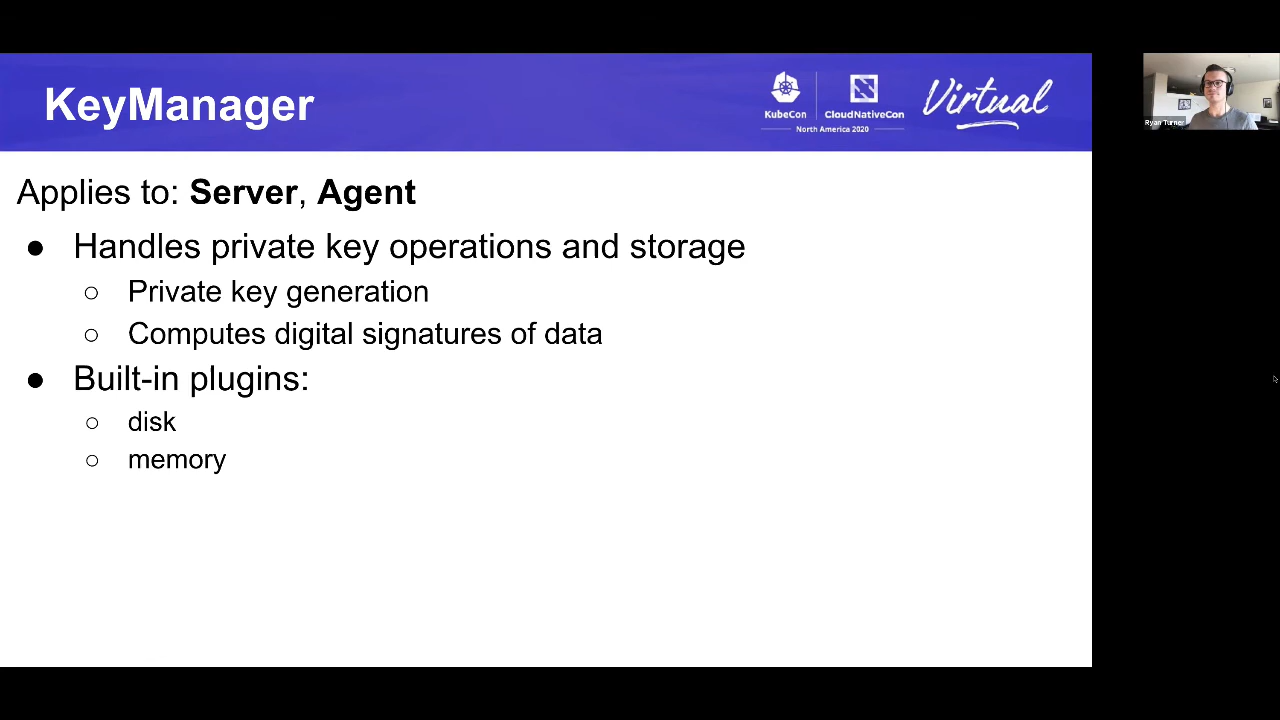 KeyManager
KubeCon
CloudNativeCon
North America 2020
Virtual
Ryan Turner
Applies to: Server, Agent
● Handles private key operations and storage
○ Private key generation
○ Computes digital signatures of data
● Built-in plugins:
○ disk
○ memory